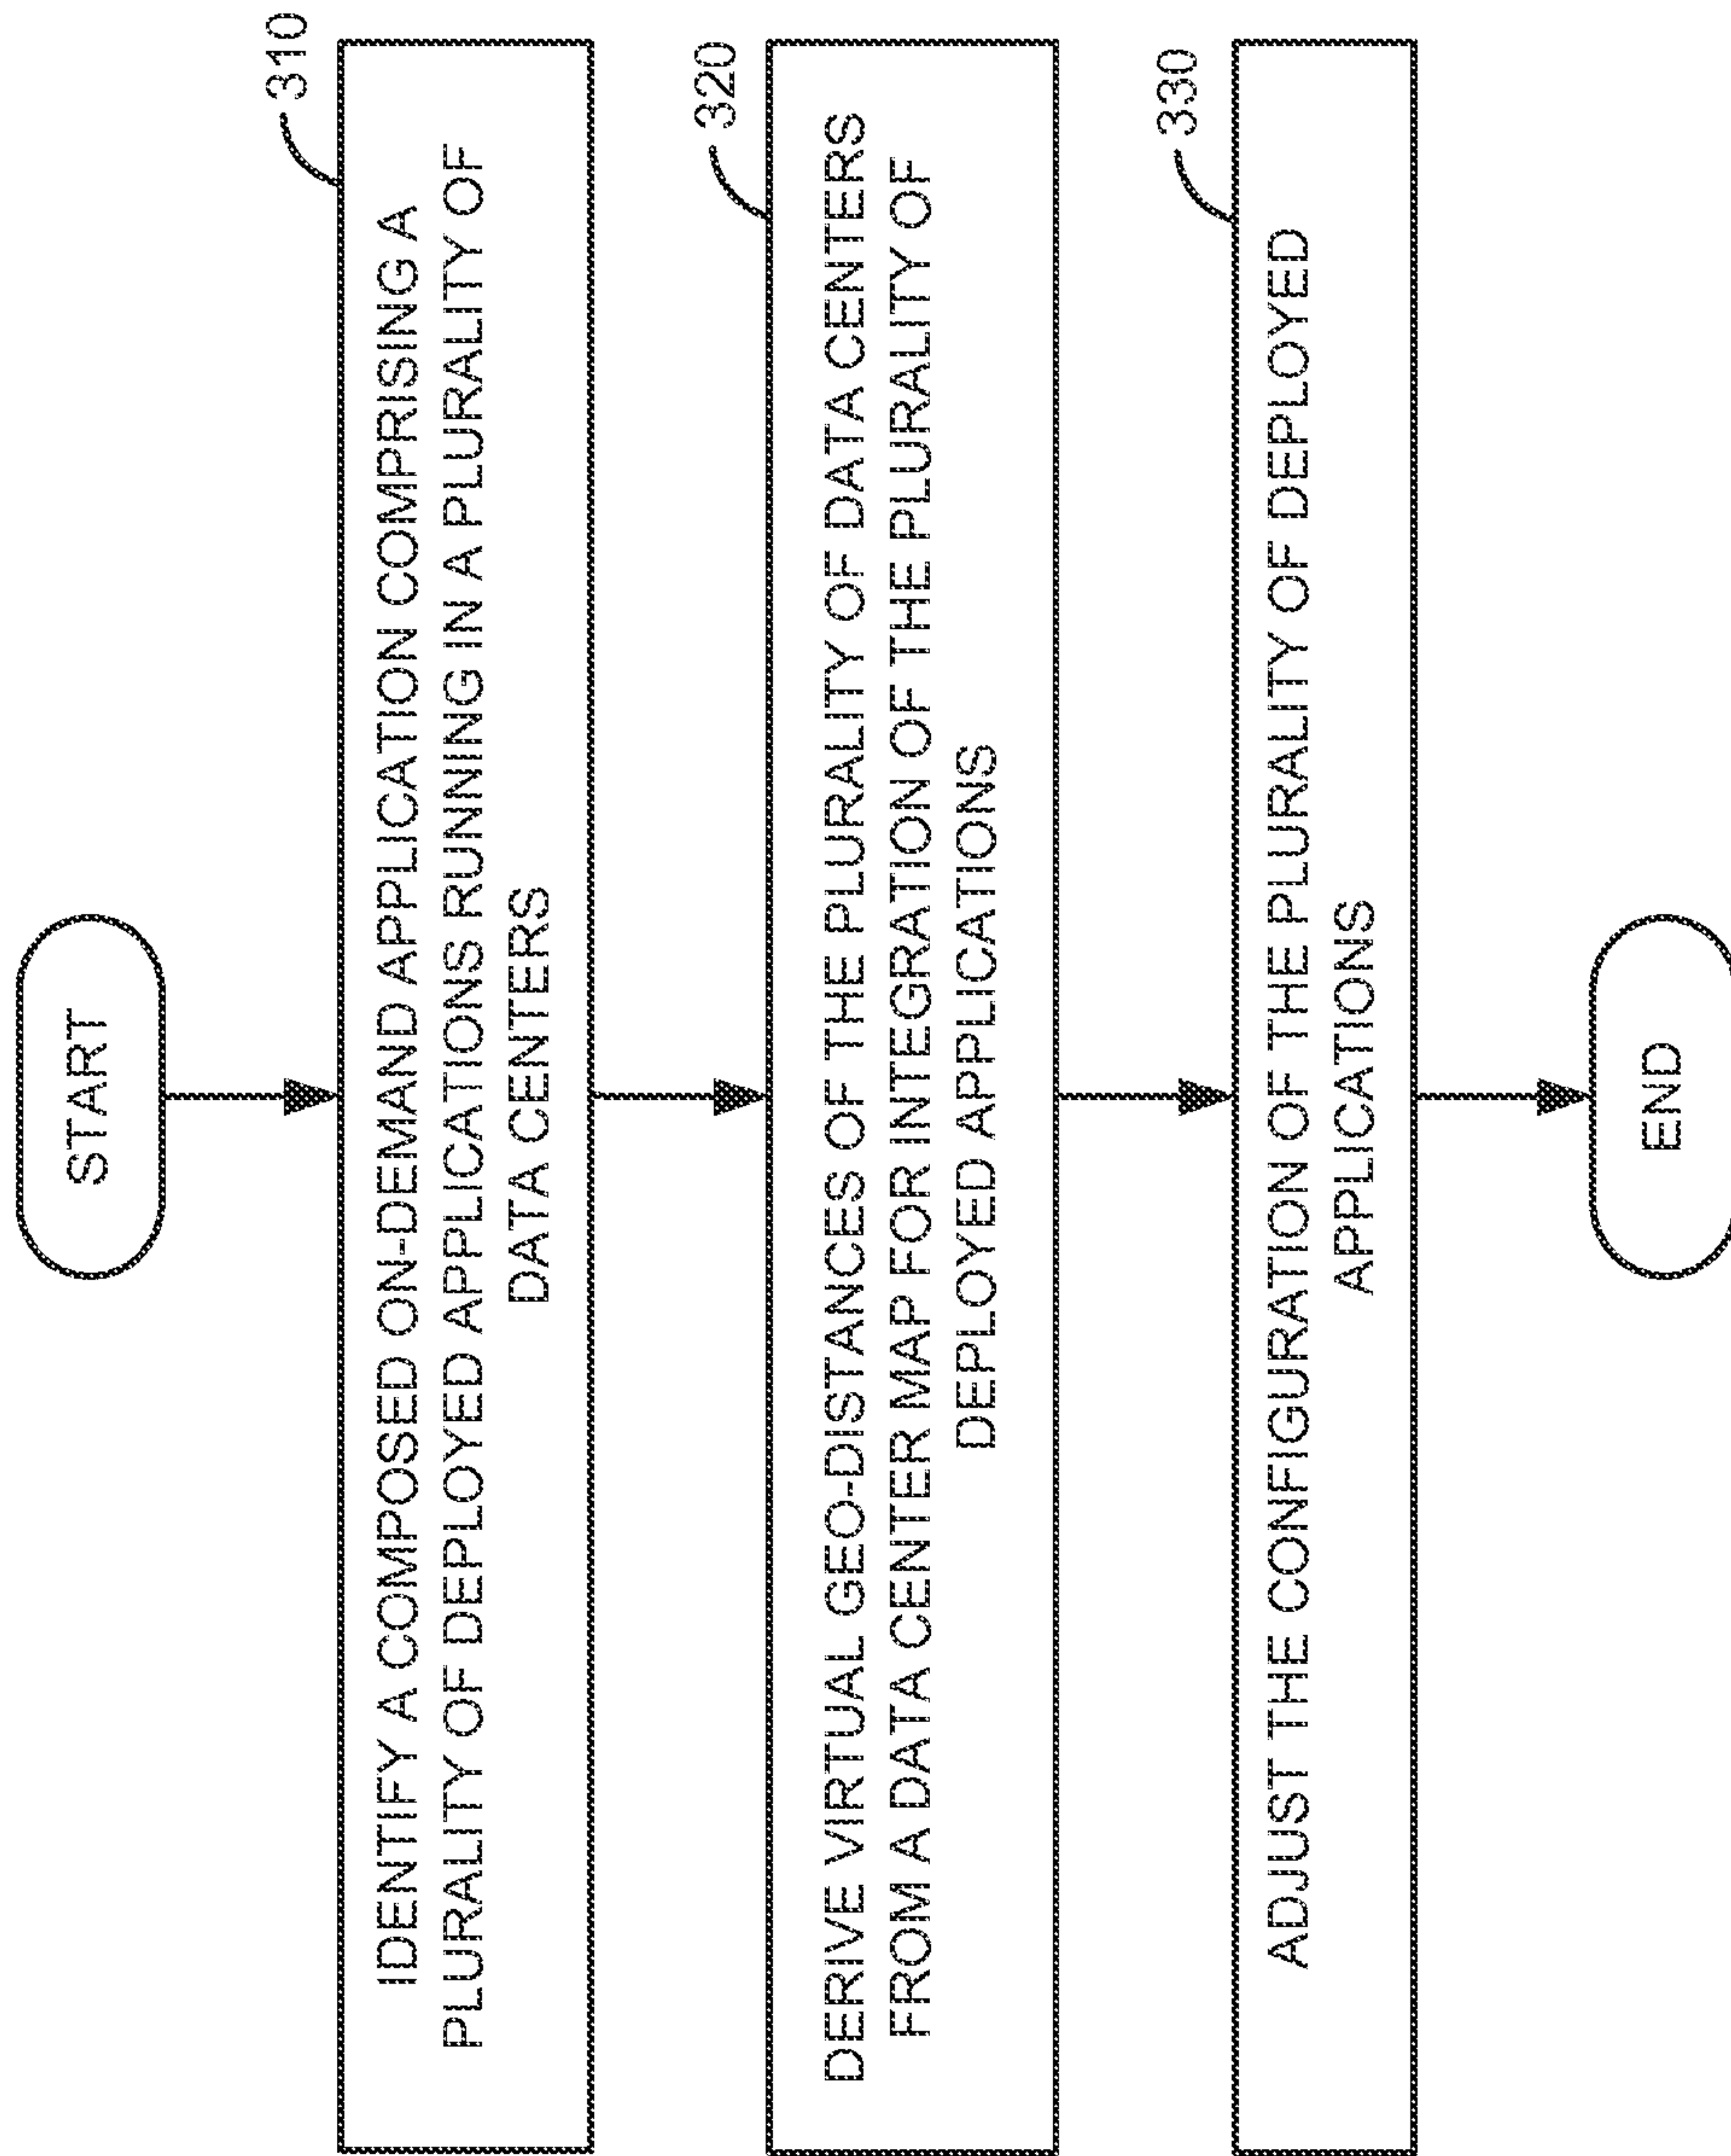 START
310
IDENTIFY A COMPOSED ON-DEMAND APPLICATION COMPRISING A
PLURALITY OF DEPLOYED APPLICATIONS RUNNING IN A PLURALITY OF
DATA CENTERS
320
DERIVE VIRTUAL GEO-DISTANCES OF THE PLURALITY OF DATA CENTERS
FROM A DATA CENTER MAP FOR INTEGRATION OF THE PLURALITY OF
DEPLOYED APPLICATIONS
330
ADJUST THE CONFIGURATION OF THE PLURALITY OF DEPLOYED
APPLICATIONS
END